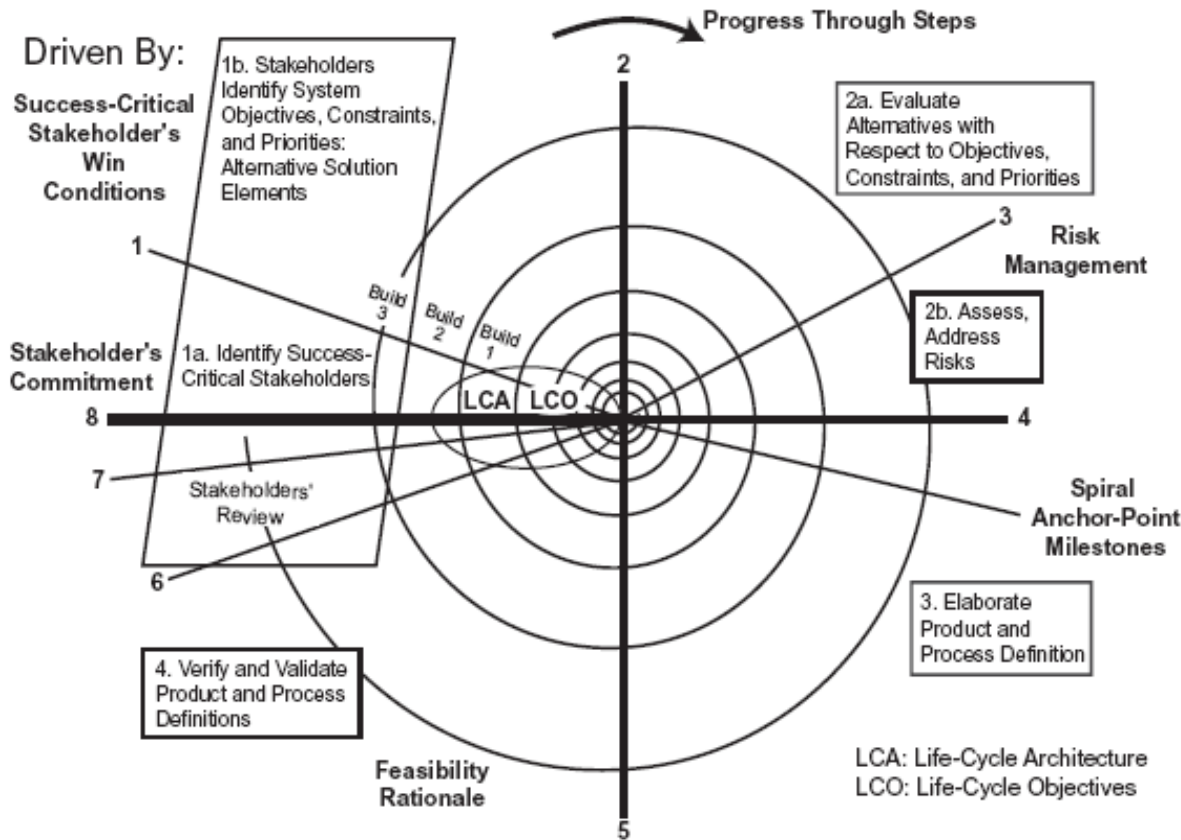 Progress Through Steps
Driven By:
Success-Critical
Stakeholder's
Win
Conditions
1b. Stakeholders
Identify System
Objectives, Constraints,
and Priorities:
Alternative Solution
Elements
2
2a. Evaluate
Alternatives with
Respect to Objectives,
Constraints, and Priorities
1
3
Risk
Management
Build
3
Build
2
Build
1
2b. Assess,
Address
Risks
Stakeholder's
Commitment
1a. Identify Success-
Critical Stakeholders
LCA
LCO
8
4
7
Stakeholders'
Review
Spiral
Anchor-Point
Milestones
6
3. Elaborate
Product and
Process Definition
4. Verify and Validate
Product and Process
Definitions
Feasibility
Rationale
LCA: Life-Cycle Architecture
LCO: Life-Cycle Objectives
5